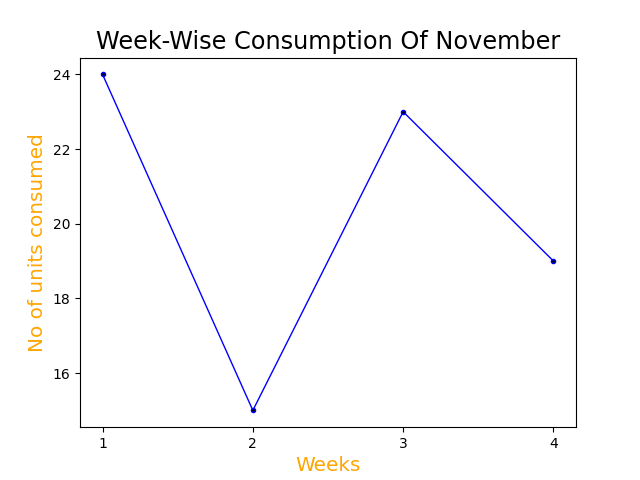 Week-Wise Consumption Of November
No of units consumed
24
22
20
18
16
1 2 3 4
Weeks